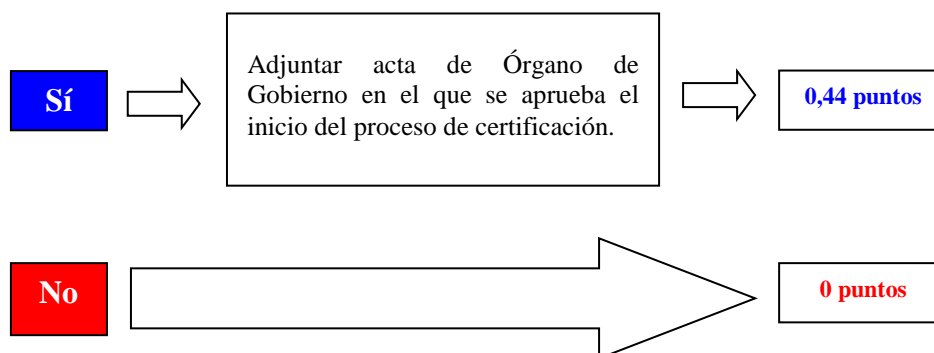 Sí
Adjuntar acta de Órgano de
Gobierno en el que se aprueba el
inicio del proceso de certificación.
0,44 puntos
No
0 puntos